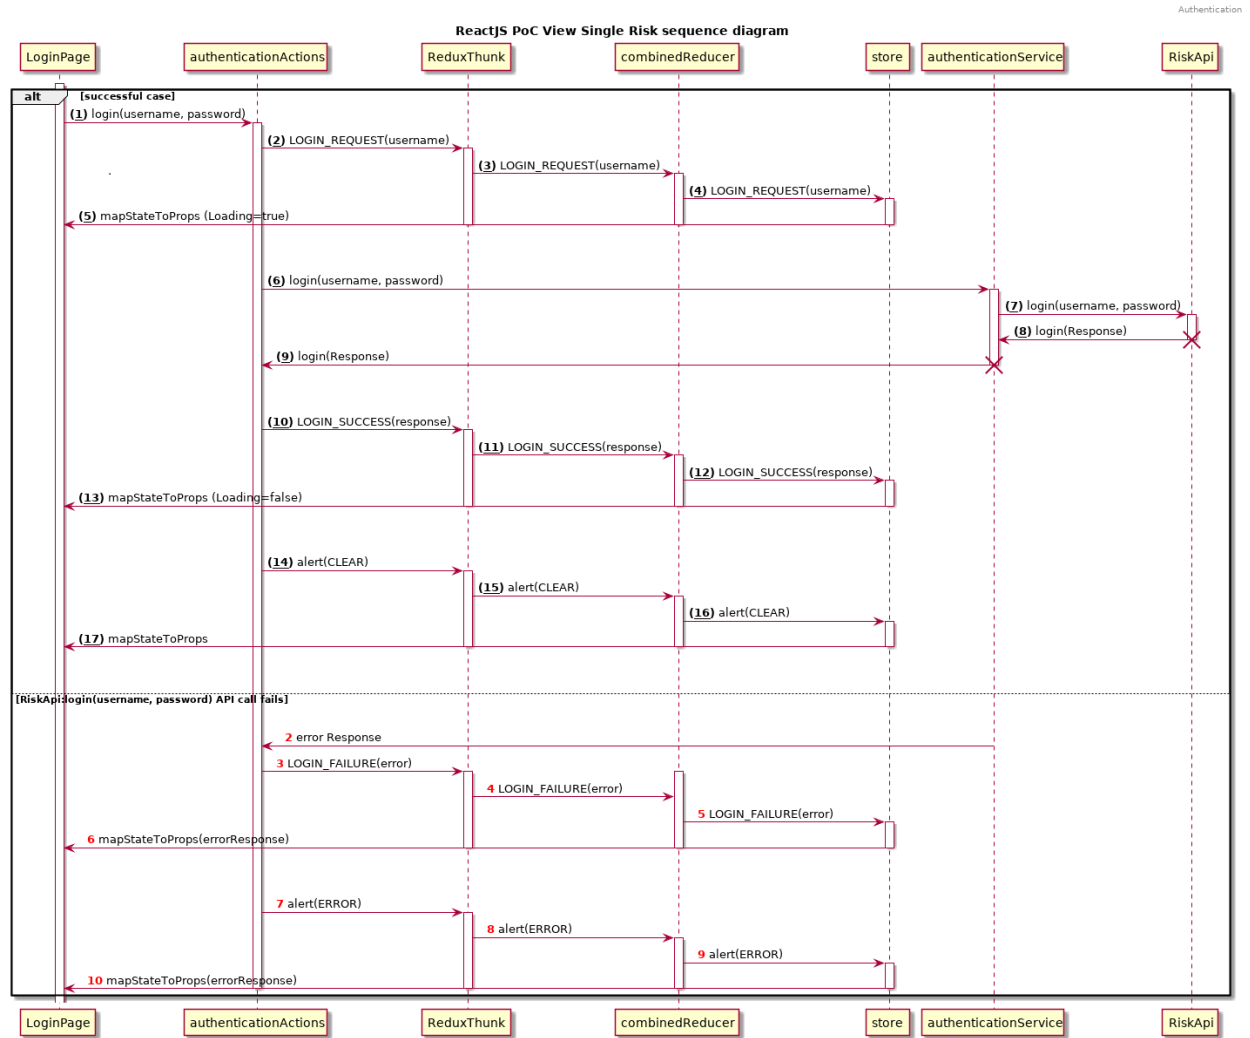 Authentication
ReactJS PoC View Single Risk sequence diagram
LoginPage authenticationActions ReduxThunk combinedReducer store authenticationService RiskApi
alt [successful case]
(1) login(username, password)
(2) LOGIN_REQUEST(username)
(3) LOGIN_REQUEST(username)
(4) LOGIN_REQUEST(username)
(5) mapStateToProps (Loading=true)
(6) login(username, password)
(7) login(username, password)
(8) login(Response)
(9) login(Response)
(10) LOGIN_SUCCESS(response)
(11) LOGIN_SUCCESS(response)
(12) LOGIN_SUCCESS(response)
(13) mapStateToProps (Loading=false)
(14) alert(CLEAR)
(15) alert(CLEAR)
(16) alert(CLEAR)
(17) mapStateToProps
[RiskApi:login(username, password) API call fails]
2 error Response
3 LOGIN_FAILURE(error)
4 LOGIN_FAILURE(error)
5 LOGIN_FAILURE(error)
6 mapStateToProps(errorResponse)
7 alert(ERROR)
8 alert(ERROR)
9 alert(ERROR)
10 mapStateToProps(errorResponse)
LoginPage authenticationActions ReduxThunk combinedReducer store authenticationService RiskApi